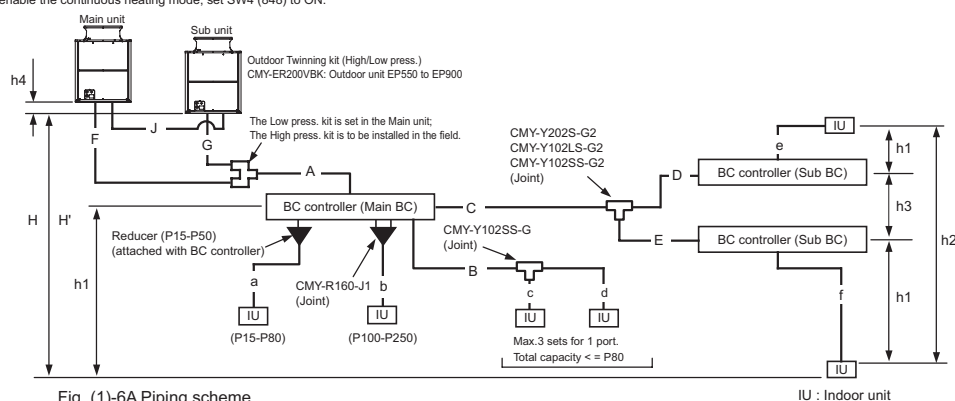 enable the continuous heating mode, set SW4 (848) to ON.
Main unit
Sub unit
Outdoor Twinning kit (High/Low press.)
CMY-ER200VBK: Outdoor unit EP550 to EP900
h4
The Low press. kit is set in the Main unit;
The High press. kit is to be installed in the field.
J
F
G
A
H
H'
h1
BC controller (Main BC)
Reducer (P15-P50)
(attached with BC controller)
a
IU
(P15-P80)
CMY-R160-J1
(Joint)
b
IU
(P100-P250)
C
B
CMY-Y102SS-G
(Joint)
c
d
IU
IU
Max.3 sets for 1 port.
Total capacity < = P80
CMY-Y202S-G2
CMY-Y102LS-G2
CMY-Y102SS-G2
(Joint)
D
E
IU
e
BC controller (Sub BC)
BC controller (Sub BC)
f
IU
h1
h3
h1
h2
Fig. (1)-6A Piping scheme
IU : Indoor unit